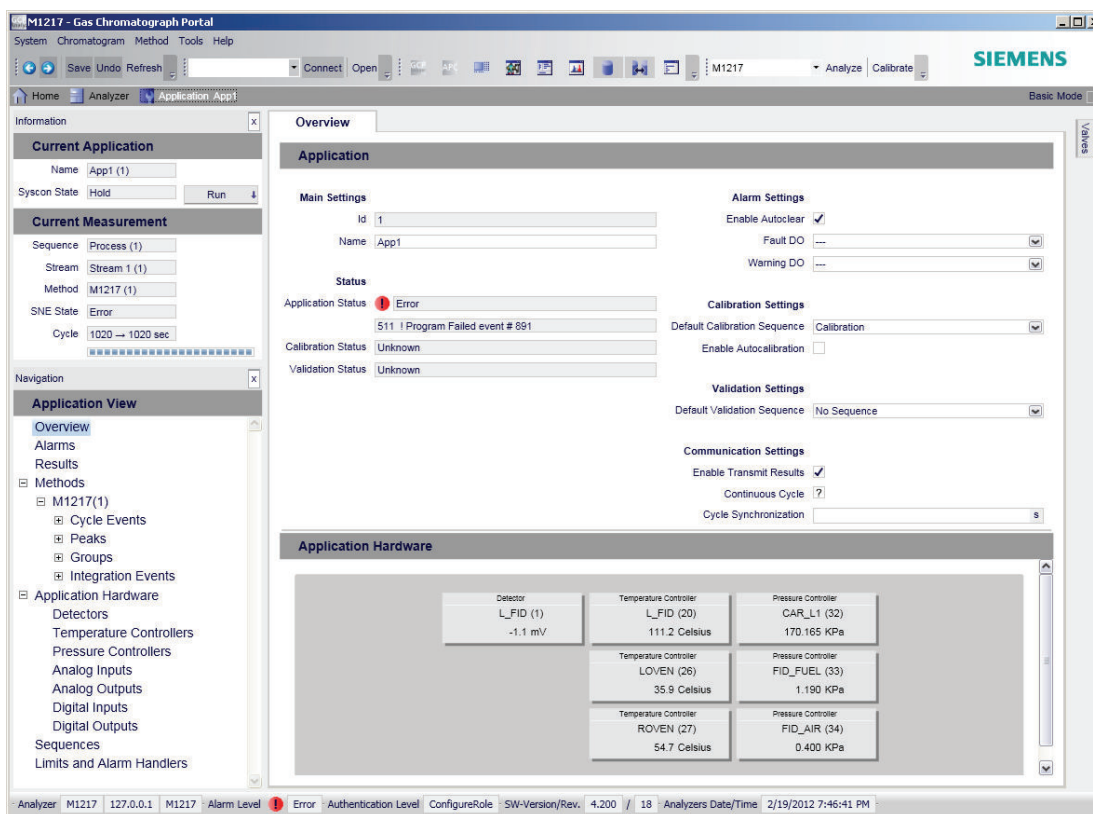 M1217 - Gas Chromatograph Portal
System Chromatogram Method Tools Help
Save Undo Refresh Connect Open M1217 Analyze Calibrate
SIEMENS
Home Analyzer Application App1 Basic Mode
Information x
Current Application
Name App1 (1)
Syscon State Hold Run
Current Measurement
Sequence Process (1)
Stream Stream 1 (1)
Method M1217 (1)
SNE State Error
Cycle 1020 → 1020 sec
Navigation x
Application View
Overview
Alarms
Results
Methods
M1217(1)
Cycle Events
Peaks
Groups
Integration Events
Application Hardware
Detectors
Temperature Controllers
Pressure Controllers
Analog Inputs
Analog Outputs
Digital Inputs
Digital Outputs
Sequences
Limits and Alarm Handlers
Overview
Valves
Application
Main Settings
Id 1
Name App1
Status
Application Status ! Error
511 ! Program Failed event # 891
Calibration Status Unknown
Validation Status Unknown
Alarm Settings
Enable Autoclear
Fault DO ---
Warning DO ---
Calibration Settings
Default Calibration Sequence Calibration
Enable Autocalibration
Validation Settings
Default Validation Sequence No Sequence
Communication Settings
Enable Transmit Results
Continuous Cycle ?
Cycle Synchronization s
Application Hardware
Detector
L_FID (1)
-1.1 mV
Temperature Controller
L_FID (20)
111.2 Celsius
Pressure Controller
CAR_L1 (32)
170.165 KPa
Temperature Controller
LOVEN (26)
35.9 Celsius
Pressure Controller
FID_FUEL (33)
1.190 KPa
Temperature Controller
ROVEN (27)
54.7 Celsius
Pressure Controller
FID_AIR (34)
0.400 KPa
Analyzer M1217 127.0.0.1 M1217 Alarm Level ! Error Authentication Level ConfigureRole SW-Version/Rev. 4.200 / 18 Analyzers Date/Time 2/19/2012 7:46:41 PM